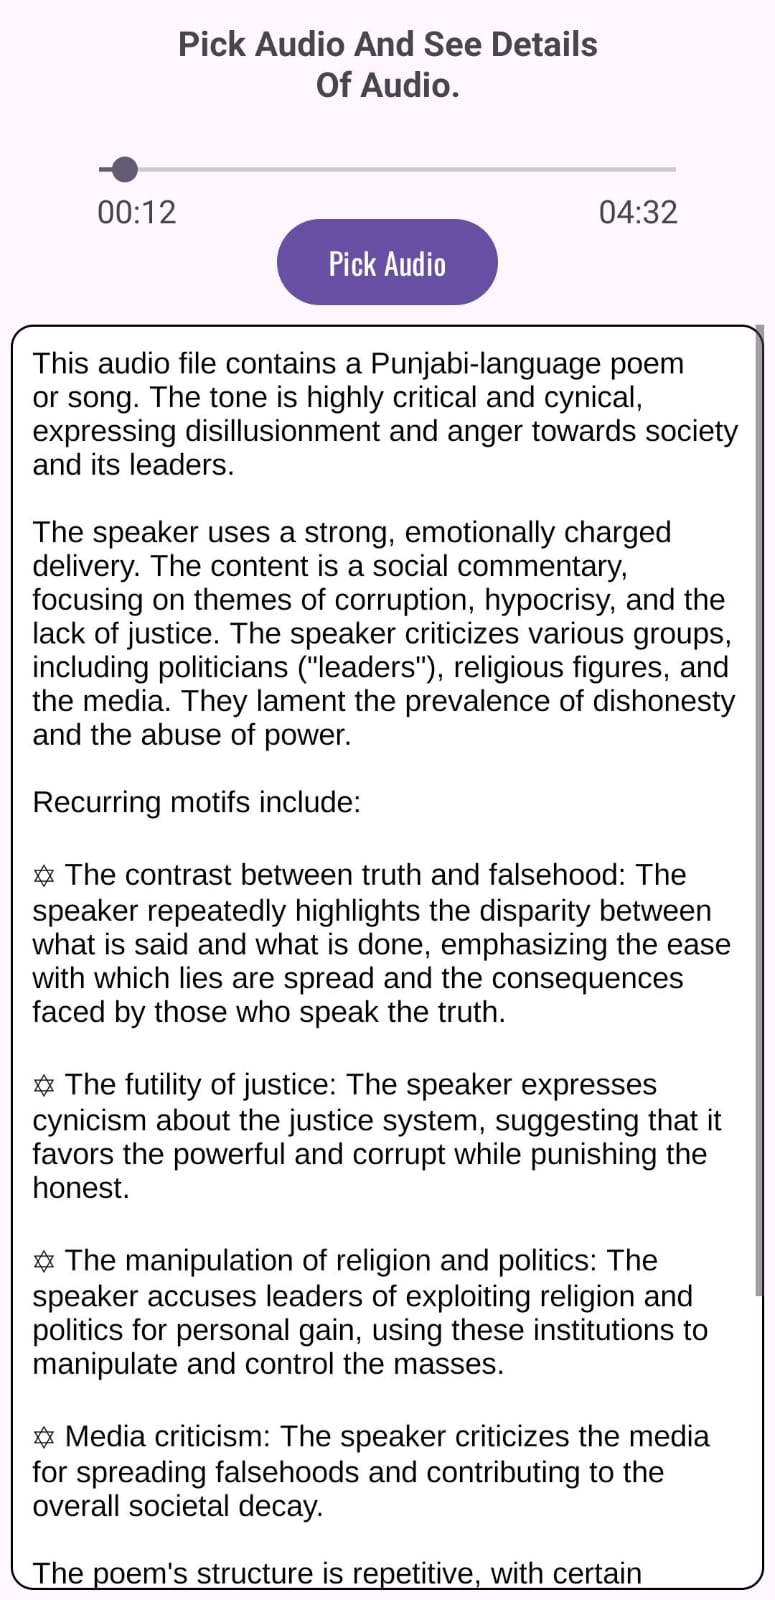 Pick Audio And See Details
Of Audio.
00:12
04:32
Pick Audio
This audio file contains a Punjabi-language poem
or song. The tone is highly critical and cynical,
expressing disillusionment and anger towards society
and its leaders.
The speaker uses a strong, emotionally charged
delivery. The content is a social commentary,
focusing on themes of corruption, hypocrisy, and the
lack of justice. The speaker criticizes various groups,
including politicians ("leaders"), religious figures, and
the media. They lament the prevalence of dishonesty
and the abuse of power.
Recurring motifs include:
✡ The contrast between truth and falsehood: The
speaker repeatedly highlights the disparity between
what is said and what is done, emphasizing the ease
with which lies are spread and the consequences
faced by those who speak the truth.
✡ The futility of justice: The speaker expresses
cynicism about the justice system, suggesting that it
favors the powerful and corrupt while punishing the
honest.
✡ The manipulation of religion and politics: The
speaker accuses leaders of exploiting religion and
politics for personal gain, using these institutions to
manipulate and control the masses.
✡ Media criticism: The speaker criticizes the media
for spreading falsehoods and contributing to the
overall societal decay.
The poem's structure is repetitive, with certain